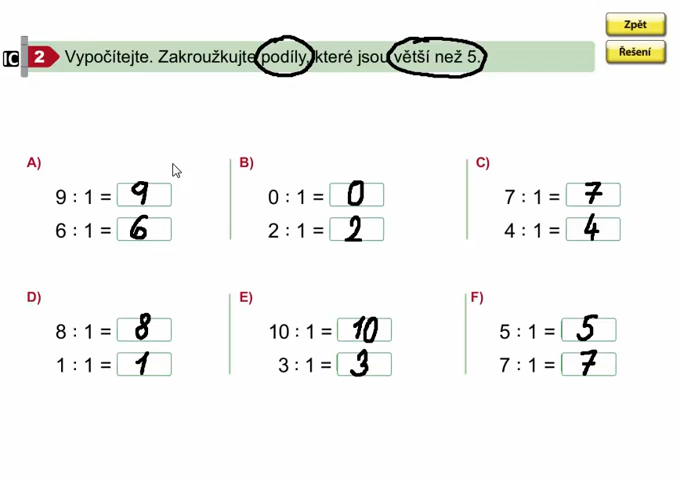 Zpět
Řešení
2 Vypočítejte. Zakroužkujte podíly, které jsou větší než 5.
A)
9 : 1 = 9
6 : 1 = 6
B)
0 : 1 = 0
2 : 1 = 2
C)
7 : 1 = 7
4 : 1 = 4
D)
8 : 1 = 8
1 : 1 = 1
E)
10 : 1 = 10
3 : 1 = 3
F)
5 : 1 = 5
7 : 1 = 7